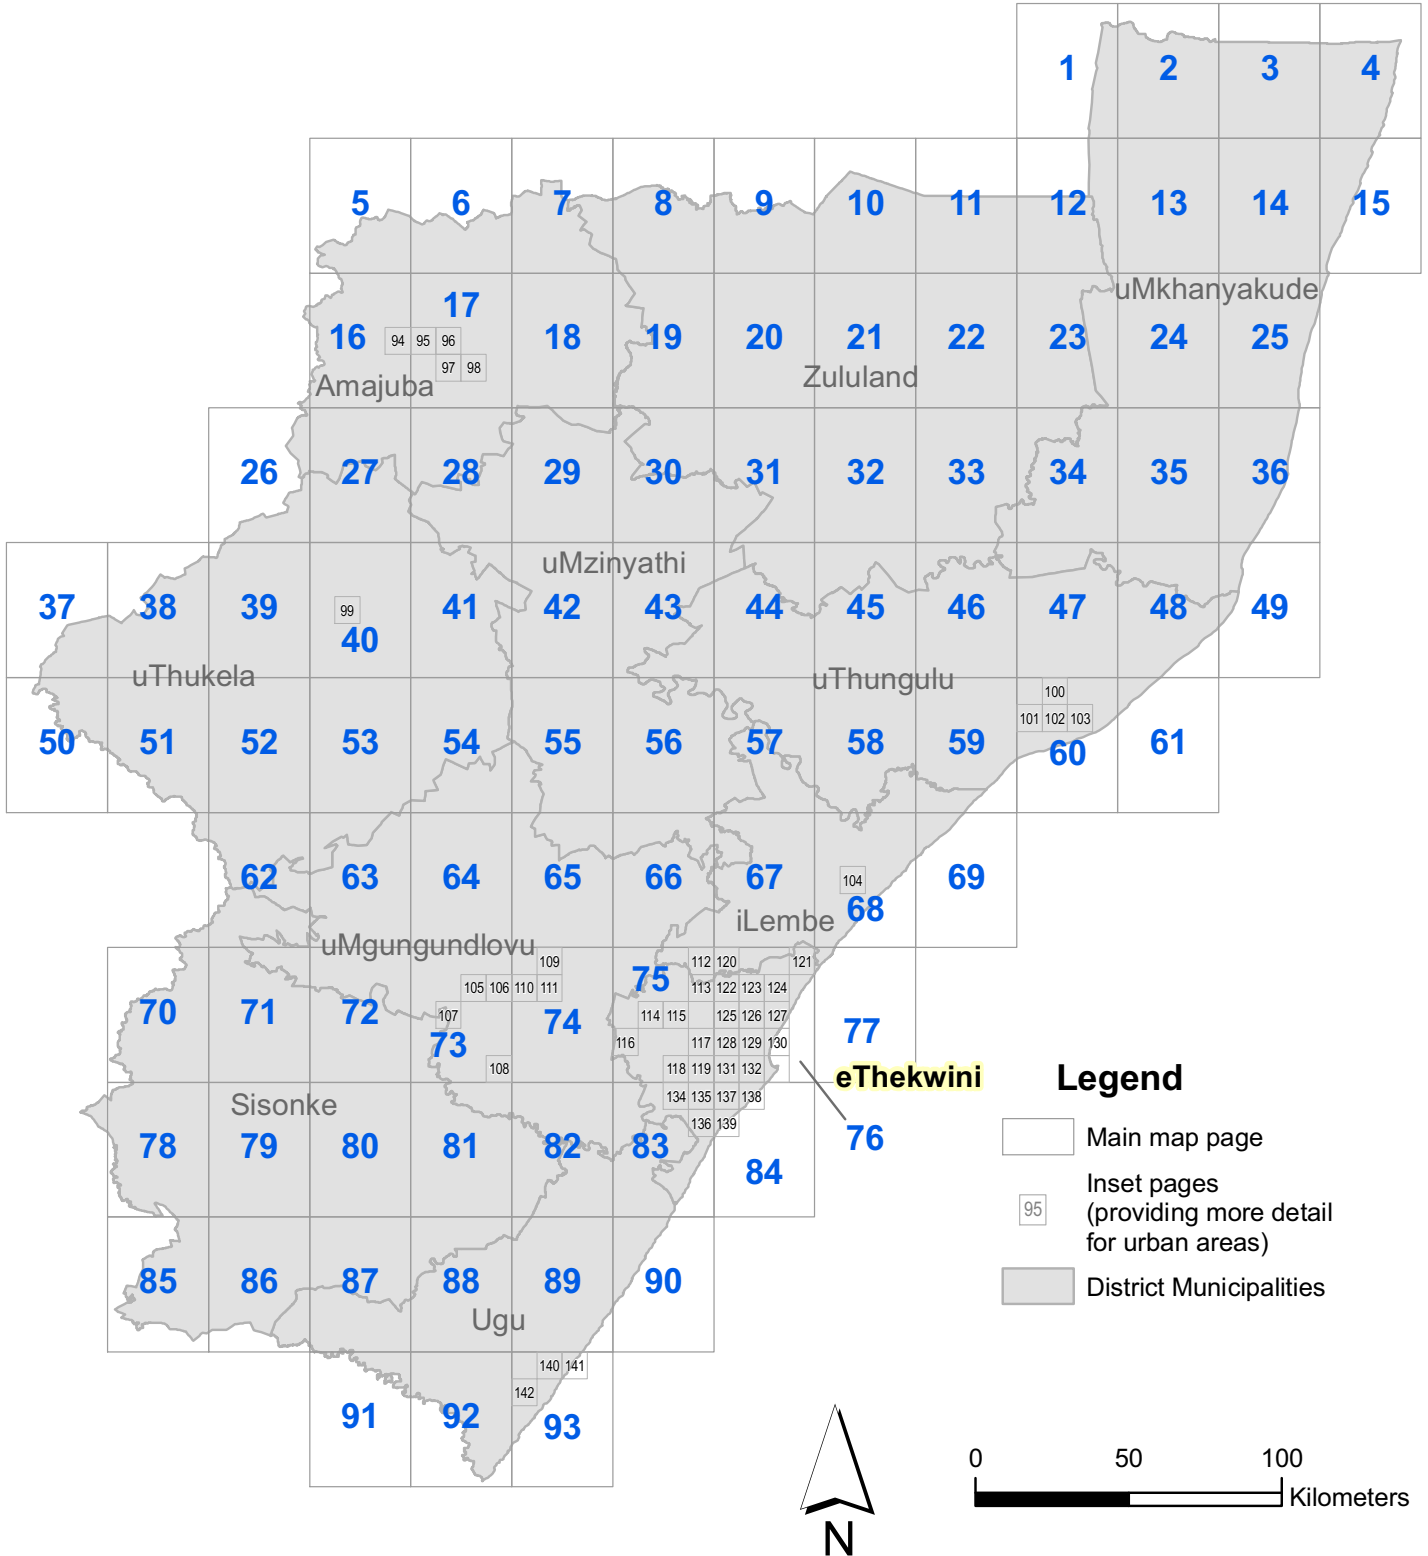 1 2 3 4
5 6 7 8 9 10 11 12 13 14 15
uMkhanyakude
16 17 18 19 20 21 22 23 24 25
94 95 96
97 98
Amajuba
Zululand
26 27 28 29 30 31 32 33 34 35 36
uMzinyathi
37 38 39 40 41 42 43 44 45 46 47 48 49
99
uThukela
uThungulu
100
101 102 103
50 51 52 53 54 55 56 57 58 59 60 61
62 63 64 65 66 67 68 69
104
iLembe
uMgungundlovu
109
112 120 121
105 106 110 111
113 122 123 124
107
114 115 125 126 127
70 71 72 73 74 75 77
116 117 128 129 130
108
118 119 131 132
eThekwini
Sisonke
134 135 137 138
136 139
76
78 79 80 81 82 83 84
85 86 87 88 89 90
Ugu
140 141
142
91 92 93
Legend
Main map page
95
Inset pages
(providing more detail
for urban areas)
District Municipalities
N
0 50 100
Kilometers